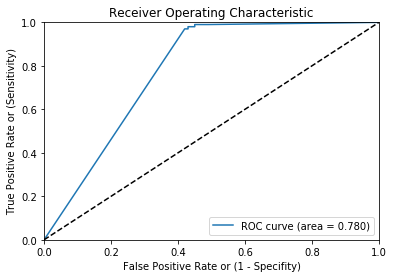 Receiver Operating Characteristic
True Positive Rate or (Sensitivity)
1.0
0.8
0.6
0.4
0.2
0.0
ROC curve (area = 0.780)
0.0 0.2 0.4 0.6 0.8 1.0
False Positive Rate or (1 - Specifity)